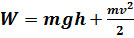 W = mgh + mv²/2